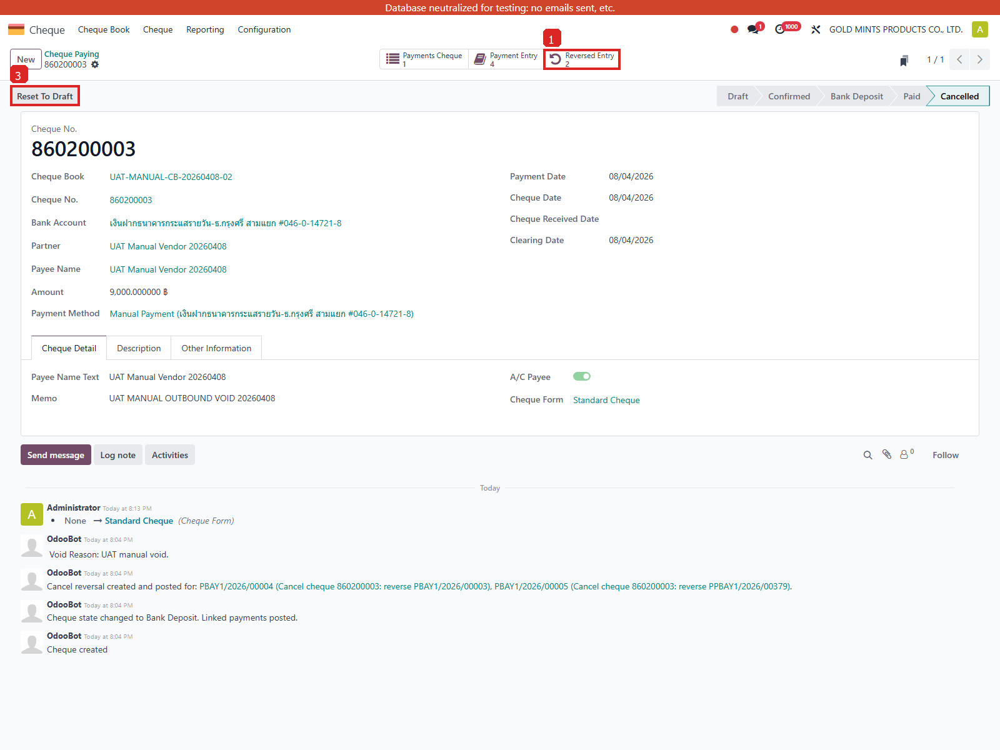 Database neutralized for testing: no emails sent, etc.
Cheque
Cheque Book
Cheque
Reporting
Configuration
1
1000
GOLD MINTS PRODUCTS CO., LTD.
A
New
Cheque Paying
860200003
Payments Cheque
1
Payment Entry
4
1
Reversed Entry
2
1 / 1
3
Reset To Draft
Draft
Confirmed
Bank Deposit
Paid
Cancelled
Cheque No.
860200003
Cheque Book
UAT-MANUAL-CB-20260408-02
Cheque No.
860200003
Bank Account
เงินฝากธนาคารกระแสรายวัน-ธ.กรุงศรี สามแยก #046-0-14721-8
Partner
UAT Manual Vendor 20260408
Payee Name
UAT Manual Vendor 20260408
Amount
9,000.000000 ฿
Payment Method
Manual Payment (เงินฝากธนาคารกระแสรายวัน-ธ.กรุงศรี สามแยก #046-0-14721-8)
Payment Date
08/04/2026
Cheque Date
08/04/2026
Cheque Received Date
Clearing Date
08/04/2026
Cheque Detail
Description
Other Information
Payee Name Text
UAT Manual Vendor 20260408
Memo
UAT MANUAL OUTBOUND VOID 20260408
A/C Payee
Cheque Form
Standard Cheque
Send message
Log note
Activities
0
Follow
Today
A
Administrator Today at 8:13 PM
None → Standard Cheque (Cheque Form)
OdooBot Today at 8:04 PM
Void Reason: UAT manual void.
OdooBot Today at 8:04 PM
Cancel reversal created and posted for: PBAY1/2026/00004 (Cancel cheque 860200003: reverse PBAY1/2026/00003), PBAY1/2026/00005 (Cancel cheque 860200003: reverse PPBAY1/2026/00379).
OdooBot Today at 8:04 PM
Cheque state changed to Bank Deposit. Linked payments posted.
OdooBot Today at 8:04 PM
Cheque created